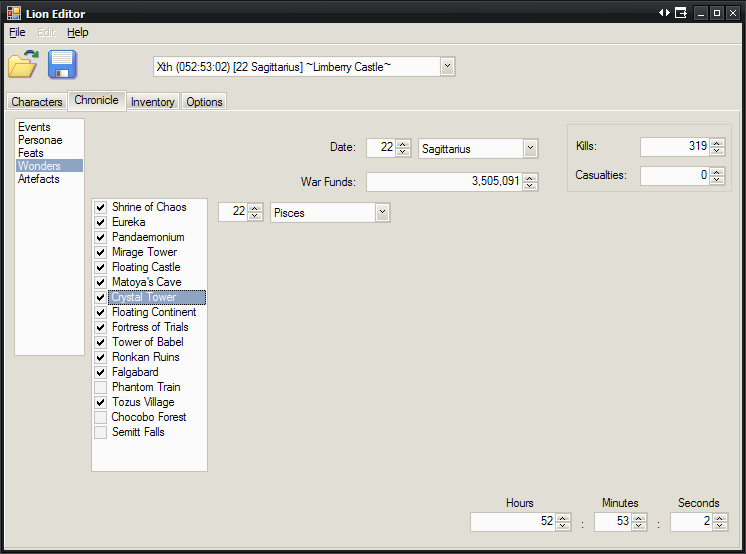 Lion Editor
File Edit Help
Xth (052:53:02) [22 Sagittarius] ~Limberry Castle~
Characters Chronicle Inventory Options
Events
Personae
Feats
Wonders
Artefacts
Date: 22 Sagittarius
War Funds: 3,505,091
Kills: 319
Casualties: 0
Shrine of Chaos
Eureka
Pandaemonium
Mirage Tower
Floating Castle
Matoya's Cave
Crystal Tower
Floating Continent
Fortress of Trials
Tower of Babel
Ronkan Ruins
Falgabard
Phantom Train
Tozus Village
Chocobo Forest
Semitt Falls
22 Pisces
Hours Minutes Seconds
52 : 53 : 2